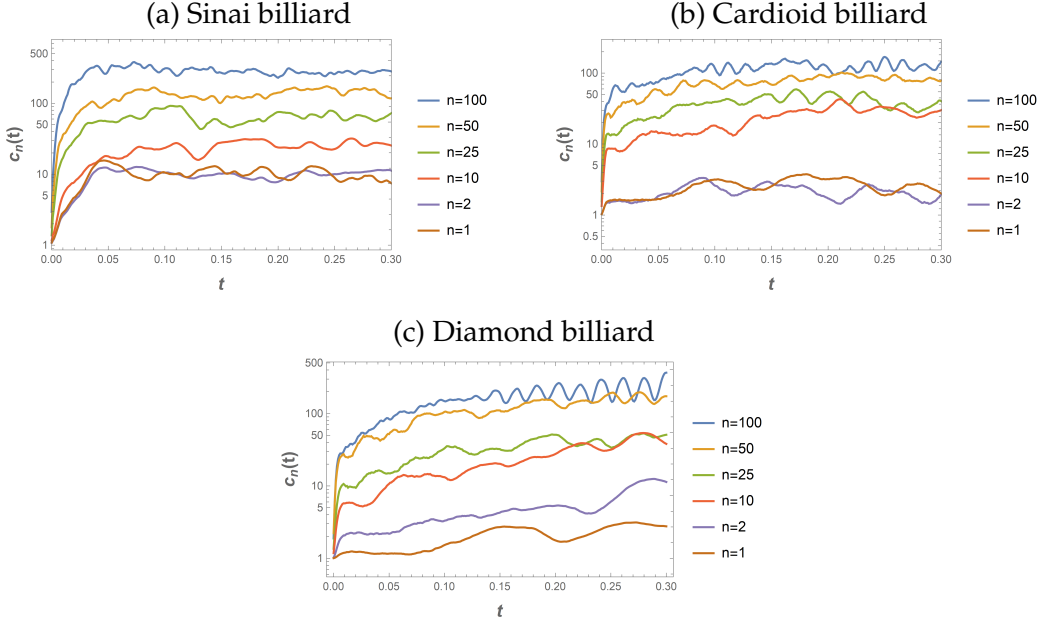 (a) Sinai billiard
500
100
50
10
5
1
0.00 0.05 0.10 0.15 0.20 0.25 0.30
c_n(t)
t
n=100
n=50
n=25
n=10
n=2
n=1
(b) Cardioid billiard
100
50
10
5
1
0.5
0.00 0.05 0.10 0.15 0.20 0.25 0.30
c_n(t)
t
n=100
n=50
n=25
n=10
n=2
n=1
(c) Diamond billiard
500
100
50
10
5
1
0.00 0.05 0.10 0.15 0.20 0.25 0.30
c_n(t)
t
n=100
n=50
n=25
n=10
n=2
n=1